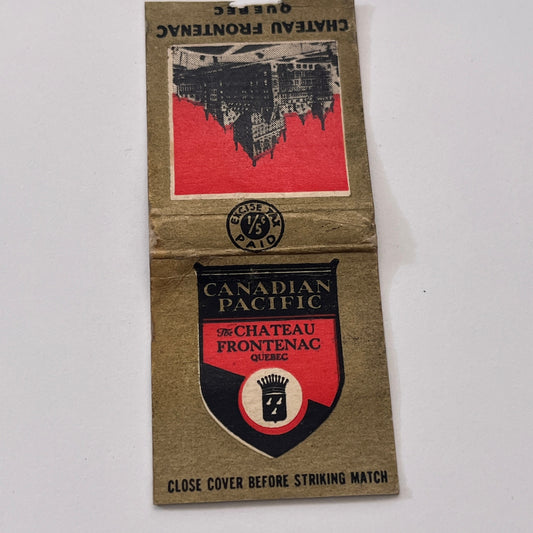 CHATEAU FRONTENAC
QUEBEC
EXCISE TAX
1/5 C
PAID
CANADIAN
PACIFIC
The CHATEAU
FRONTENAC
QUEBEC
CLOSE COVER BEFORE STRIKING MATCH